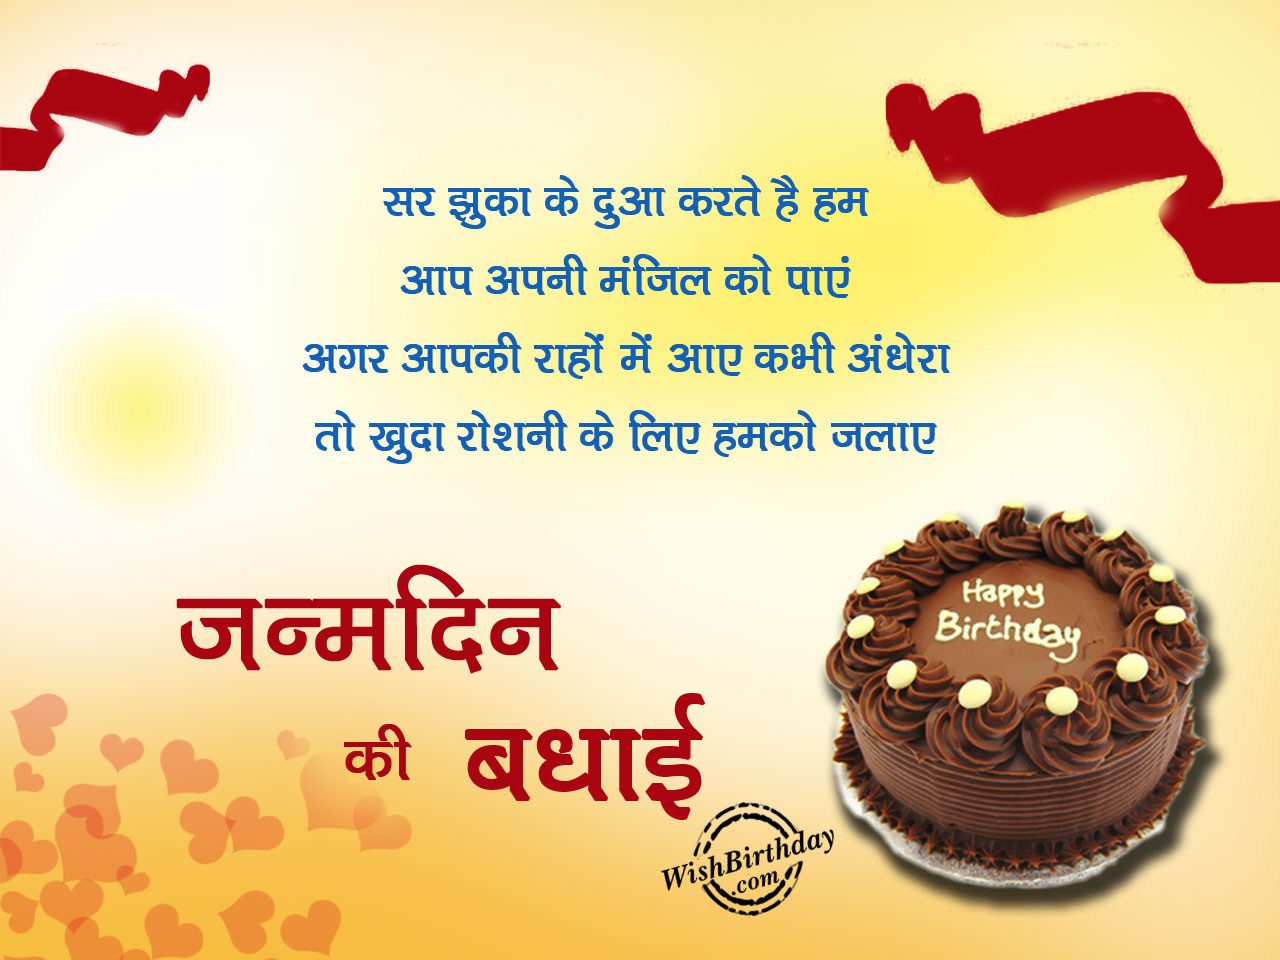 सर झुका के दुआ करते है हम
आप अपनी मंजिल को पाएं
अगर आपकी राहों में आए कभी अंधेरा
तो खुदा रोशनी के लिए हमको जलाए
जन्मदिन
की बधाई
Happy
Birthday
WishBirthday
.com